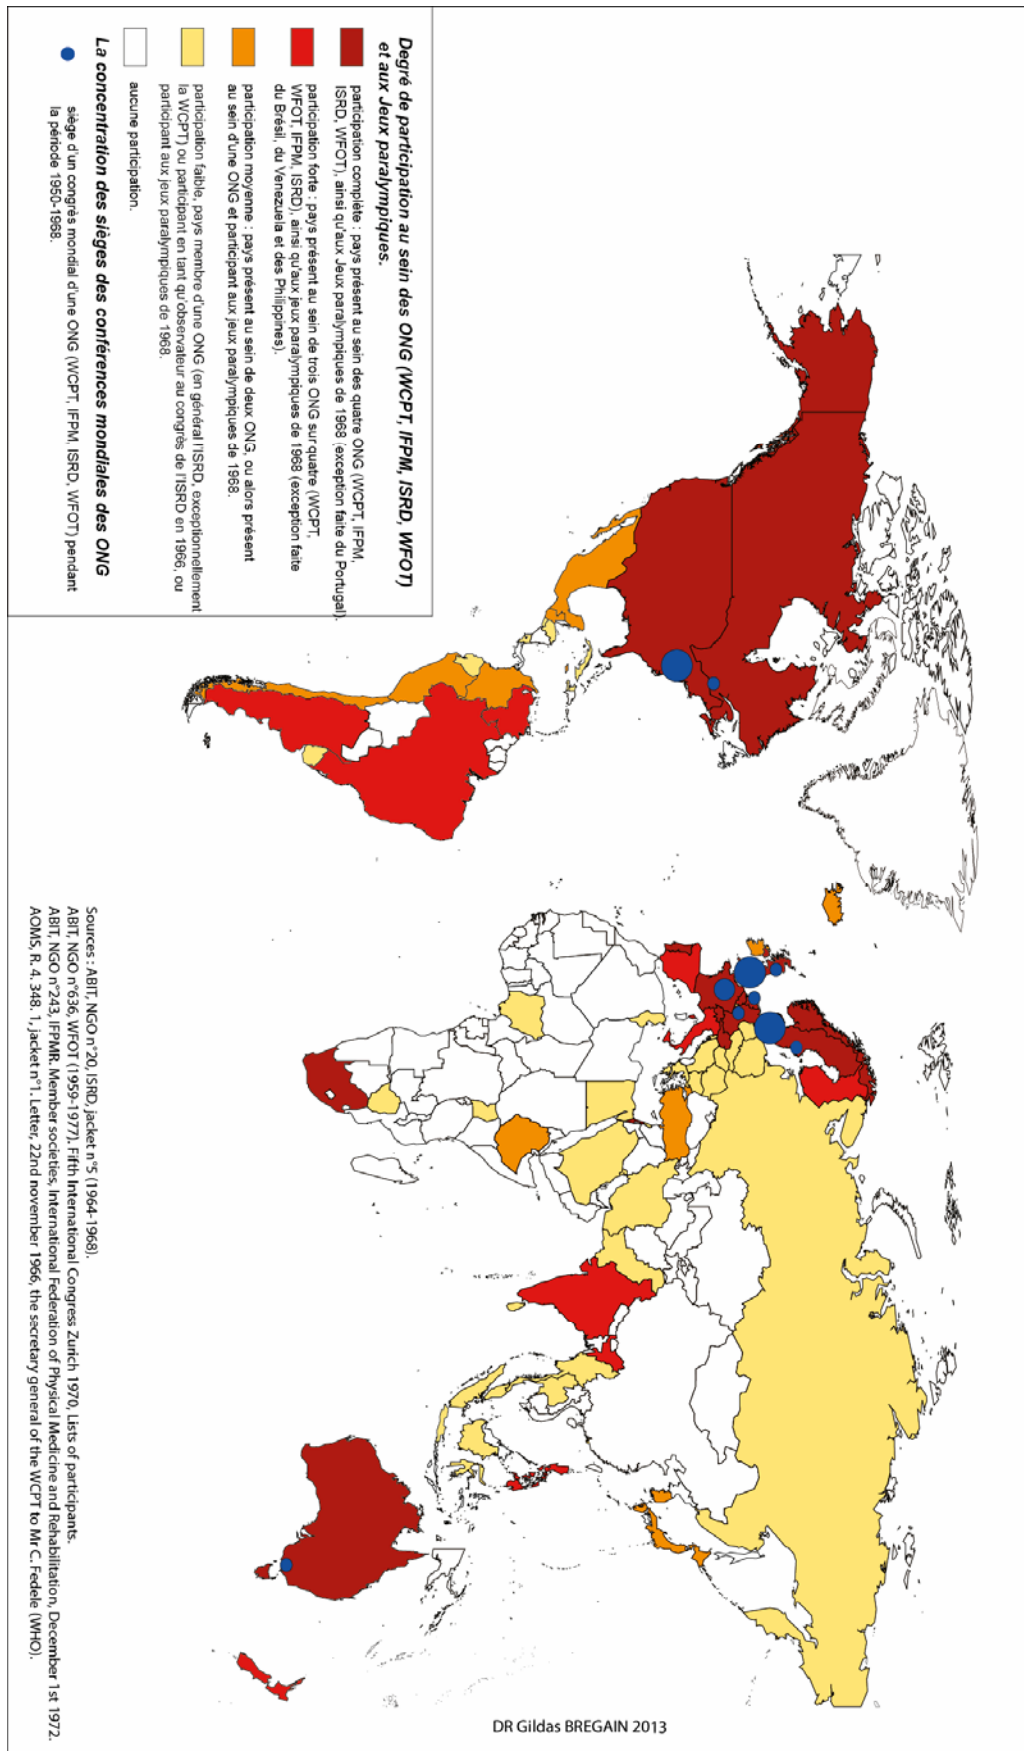 Degré de participation au sein des ONG (WCPT, IFPM, ISRD, WFOT)
et aux Jeux paralympiques.
participation complète : pays présent au sein des quatre ONG (WCPT, IFPM,
ISRD, WFOT), ainsi qu'aux Jeux paralympiques de 1968 (exception faite du Portugal).
participation forte : pays présent au sein de trois ONG sur quatre (WCPT,
WFOT, IFPM, ISRD), ainsi qu'aux jeux paralympiques de 1968 (exception faite
du Brésil, du Venezuela et des Philippines).
participation moyenne : pays présent au sein de deux ONG, ou alors présent
au sein d'une ONG et participant aux jeux paralympiques de 1968.
participation faible, pays membre d'une ONG (en général l'ISRD, exceptionnellement
la WCPT) ou participant en tant qu'observateur au congrès de l'ISRD en 1966, ou
participant aux jeux paralympiques de 1968.
aucune participation.
La concentration des sièges des conférences mondiales des ONG
siège d'un congrès mondial d'une ONG (WCPT, IFPM, ISRD, WFOT) pendant
la période 1950-1968.
Sources : ABIT, NGO n°20, ISRD, jacket n°5 (1964-1968).
ABIT, NGO n°636, WFOT (1959-1977). Fifth International Congress Zurich 1970, Lists of participants.
ABIT, NGO n°243, IFPMR. Member societies, International Federation of Physical Medicine and Rehabilitation, December 1st 1972.
AOMS, R. 4. 348. 1, jacket n°1. Letter, 22nd november 1966, the secretary general of the WCPT to Mr C. Fedele (WHO).
DR Gildas BREGAIN 2013